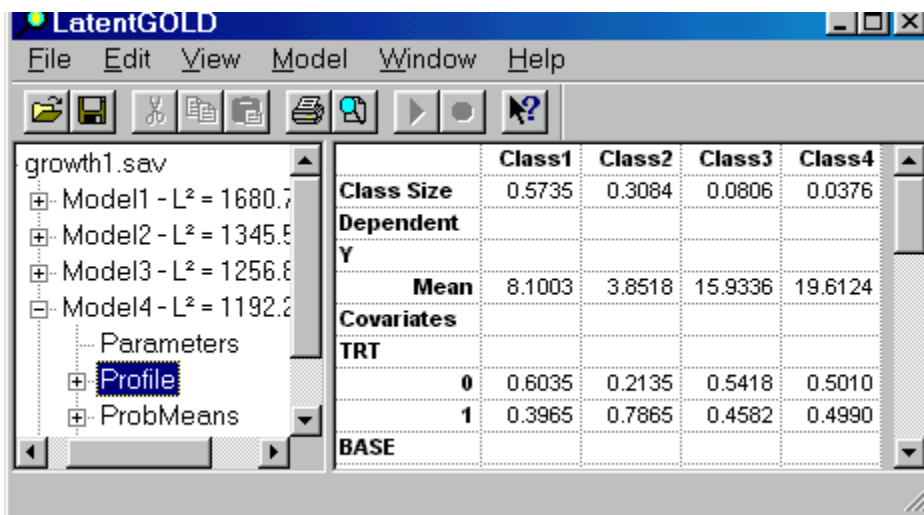 LatentGOLD
File Edit View Model Window Help
growth1.sav
Model1 - L² = 1680.7
Model2 - L² = 1345.5
Model3 - L² = 1256.8
Model4 - L² = 1192.2
Parameters
Profile
ProbMeans
Class1 Class2 Class3 Class4
Class Size 0.5735 0.3084 0.0806 0.0376
Dependent
Y
Mean 8.1003 3.8518 15.9336 19.6124
Covariates
TRT
0 0.6035 0.2135 0.5418 0.5010
1 0.3965 0.7865 0.4582 0.4990
BASE